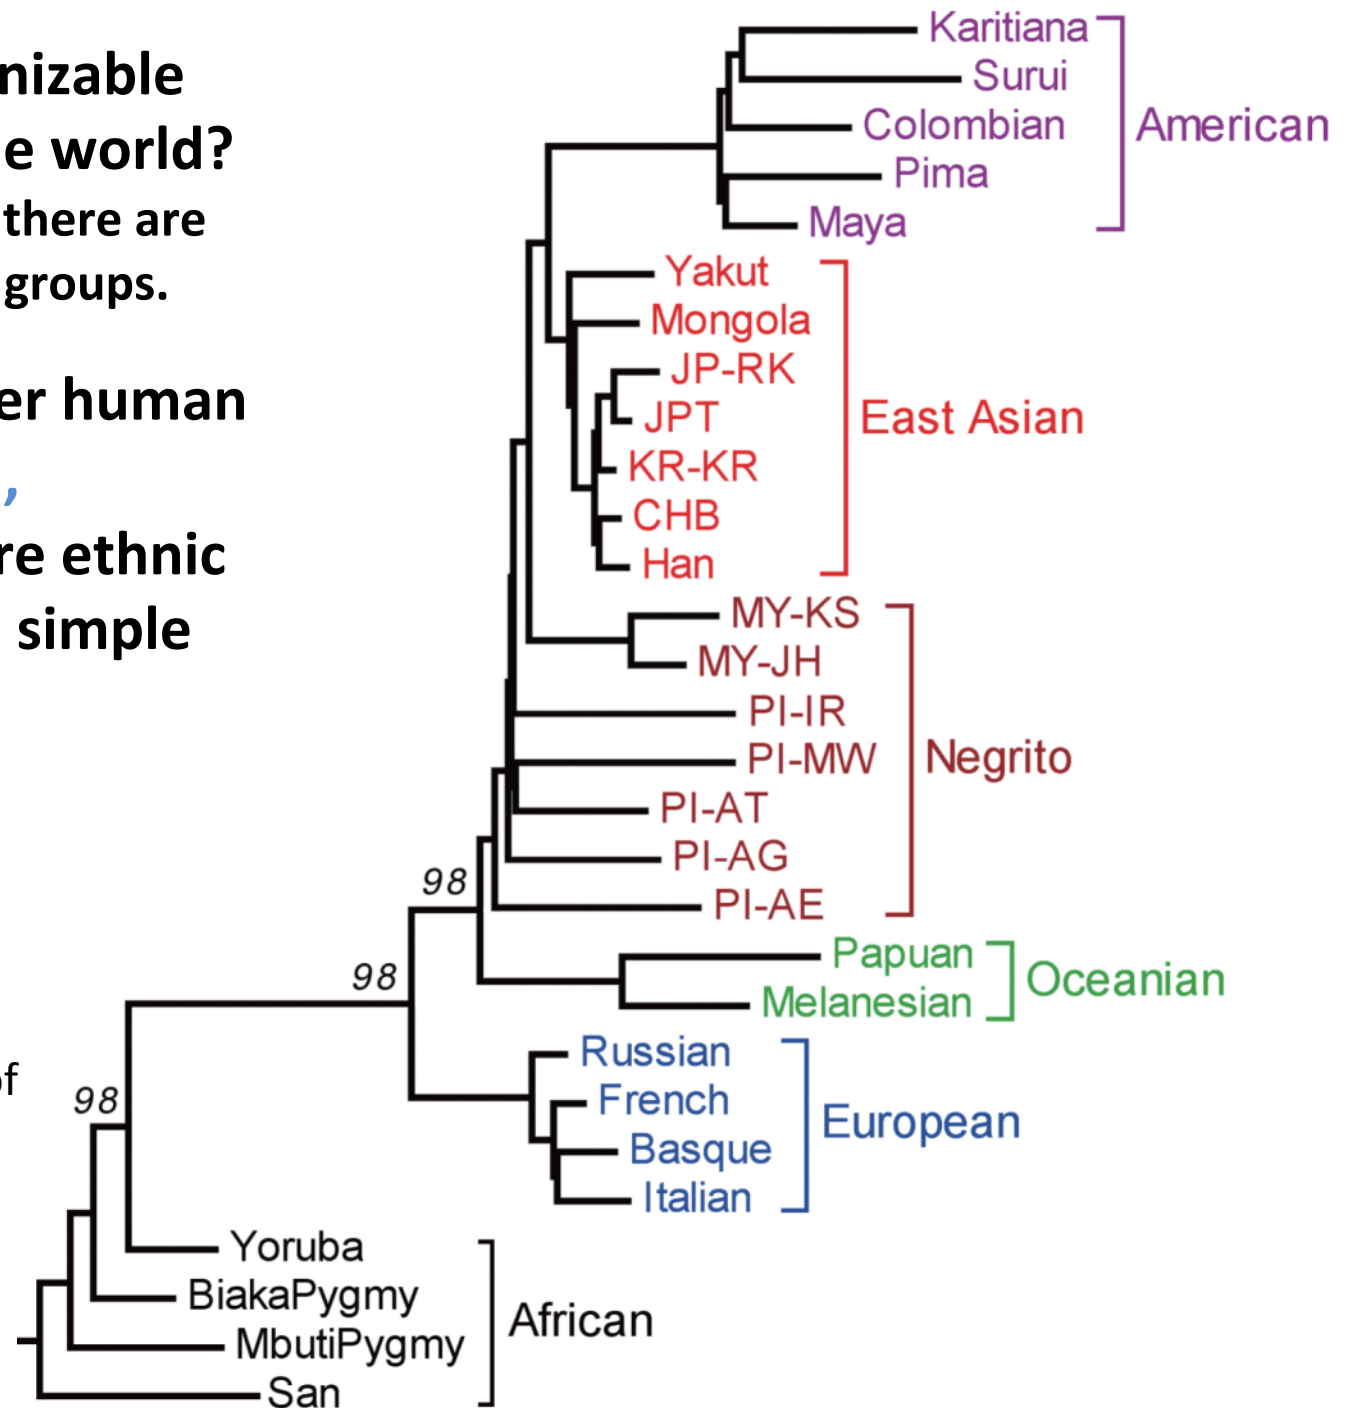 nizable
e world?
there are
groups.
er human
,
re ethnic
simple
of
Karitiana
Surui
Colombian
Pima
Maya
American
Yakut
Mongola
JP-RK
JPT
KR-KR
CHB
Han
East Asian
MY-KS
MY-JH
PI-IR
PI-MW
PI-AT
PI-AG
PI-AE
Negrito
98
Papuan
Melanesian
Oceanian
98
Russian
French
Basque
Italian
European
98
Yoruba
BiakaPygmy
MbutiPygmy
San
African